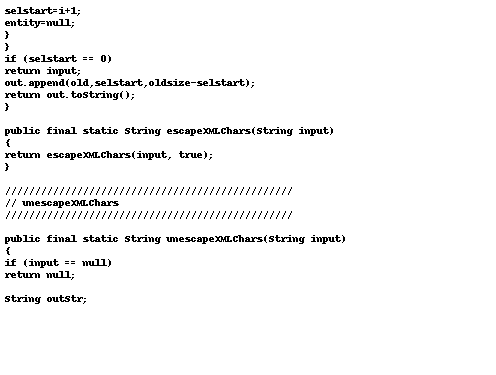 selstart=i+1;
entity=null;
}
}
if (selstart == 0)
return input;
out.append(old,selstart,oldsize-selstart);
return out.toString();
}

public final static String escapeXMLChars(String input)
{
return escapeXMLChars(input, true);
}

////////////////////////////////////////////////
// unescapeXMLChars
////////////////////////////////////////////////

public final static String unescapeXMLChars(String input)
{
if (input == null)
return null;

String outStr;